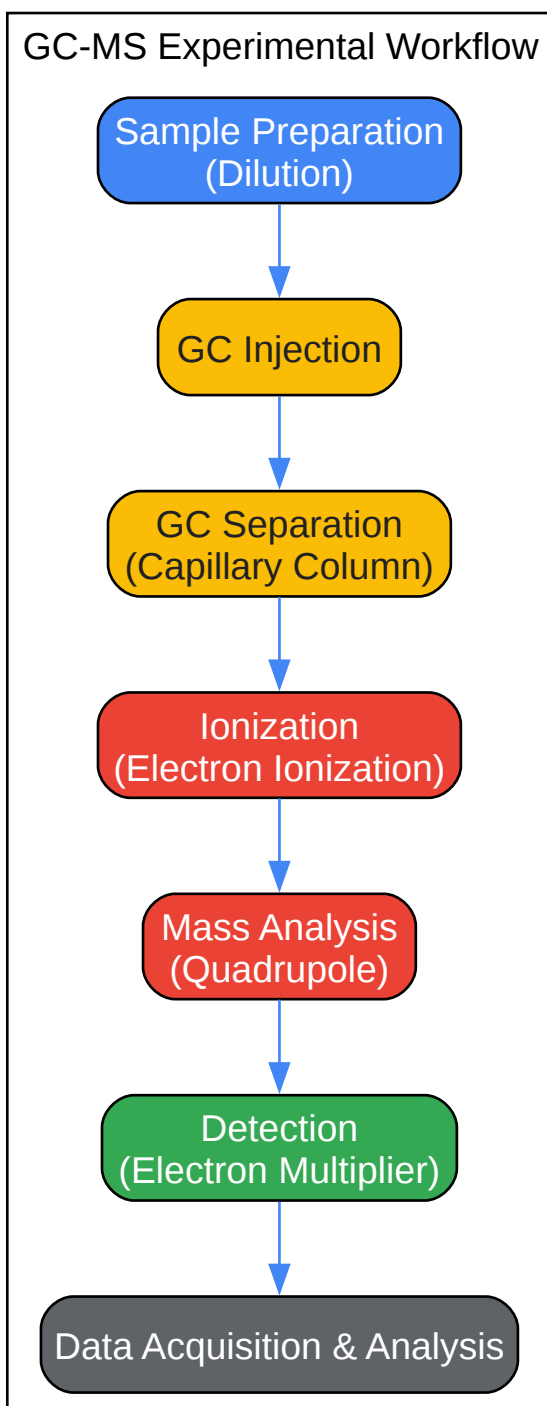 GC-MS Experimental Workflow
Sample Preparation
(Dilution)
GC Injection
GC Separation
(Capillary Column)
Ionization
(Electron Ionization)
Mass Analysis
(Quadrupole)
Detection
(Electron Multiplier)
Data Acquisition & Analysis